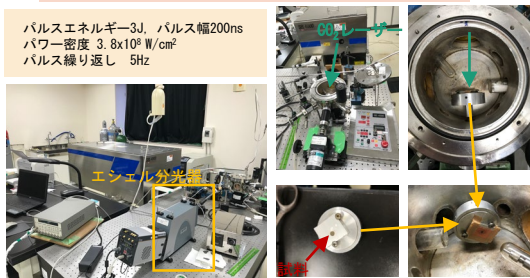 パルスエネルギー3J, パルス幅200ns
パワー密度 3.8x10⁸ W/cm²
パルス繰り返し 5Hz
CO₂レーザー
エシェル分光器
試料